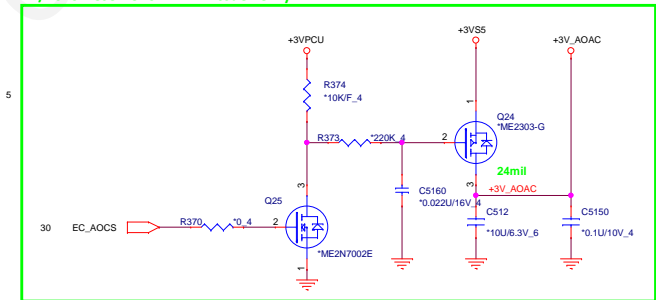 +3VPCU
+3VS5
+3V_AOAC
5
R374
*10K/F_4
1
Q24
*ME2303-G
R373
*220K_4
2
24mil
3
+3V_AOAC
3
Q25
C5160
*0.022U/16V_4
C512
*10U/6.3V_6
C5150
*0.1U/10V_4
30
EC_AOCS
R370
*0_4
2
*ME2N7002E
1